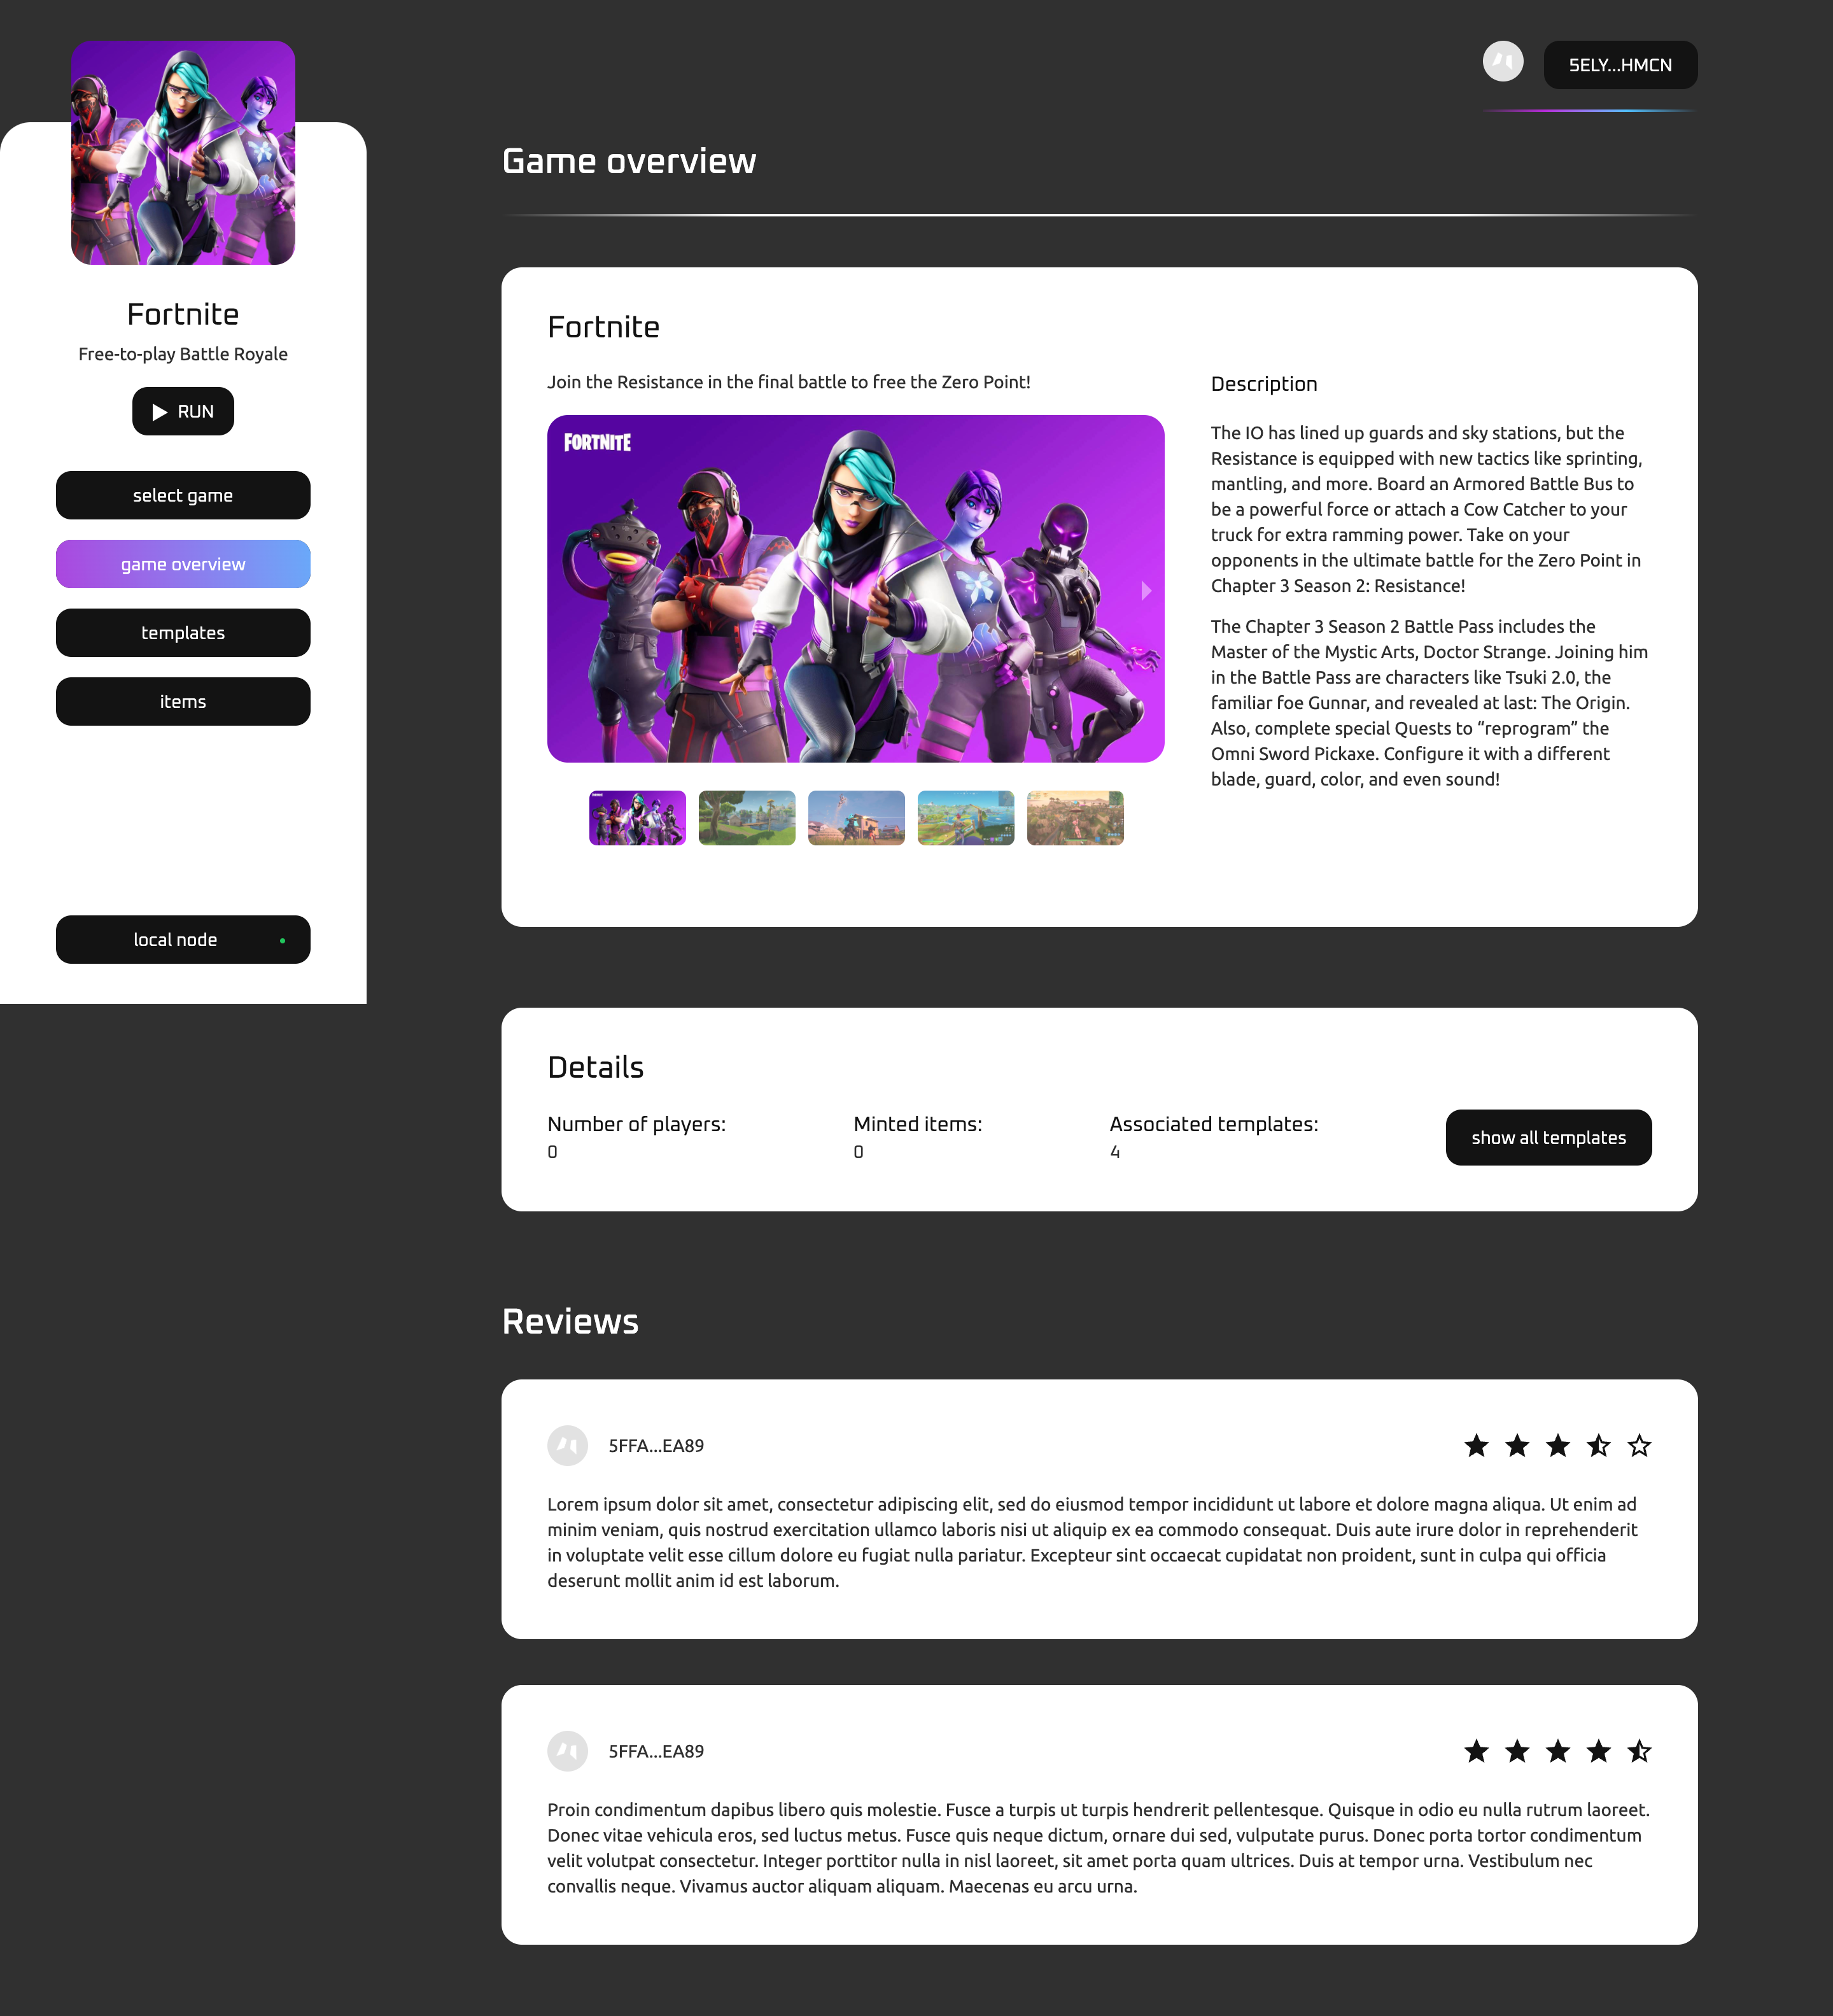 5ELY...HMCN
Game overview
Fortnite
Free-to-play Battle Royale
RUN
select game
game overview
templates
items
local node
Fortnite
Join the Resistance in the final battle to free the Zero Point!
FORTNITE
Description
The IO has lined up guards and sky stations, but the
Resistance is equipped with new tactics like sprinting,
mantling, and more. Board an Armored Battle Bus to
be a powerful force or attach a Cow Catcher to your
truck for extra ramming power. Take on your
opponents in the ultimate battle for the Zero Point in
Chapter 3 Season 2: Resistance!
The Chapter 3 Season 2 Battle Pass includes the
Master of the Mystic Arts, Doctor Strange. Joining him
in the Battle Pass are characters like Tsuki 2.0, the
familiar foe Gunnar, and revealed at last: The Origin.
Also, complete special Quests to “reprogram” the
Omni Sword Pickaxe. Configure it with a different
blade, guard, color, and even sound!
Details
Number of players:
0
Minted items:
0
Associated templates:
4
show all templates
Reviews
5FFA...EA89
Lorem ipsum dolor sit amet, consectetur adipiscing elit, sed do eiusmod tempor incididunt ut labore et dolore magna aliqua. Ut enim ad
minim veniam, quis nostrud exercitation ullamco laboris nisi ut aliquip ex ea commodo consequat. Duis aute irure dolor in reprehenderit
in voluptate velit esse cillum dolore eu fugiat nulla pariatur. Excepteur sint occaecat cupidatat non proident, sunt in culpa qui officia
deserunt mollit anim id est laborum.
5FFA...EA89
Proin condimentum dapibus libero quis molestie. Fusce a turpis ut turpis hendrerit pellentesque. Quisque in odio eu nulla rutrum laoreet.
Donec vitae vehicula eros, sed luctus metus. Fusce quis neque dictum, ornare dui sed, vulputate purus. Donec porta tortor condimentum
velit volutpat consectetur. Integer porttitor nulla in nisl laoreet, sit amet porta quam ultrices. Duis at tempor urna. Vestibulum nec
convallis neque. Vivamus auctor aliquam aliquam. Maecenas eu arcu urna.